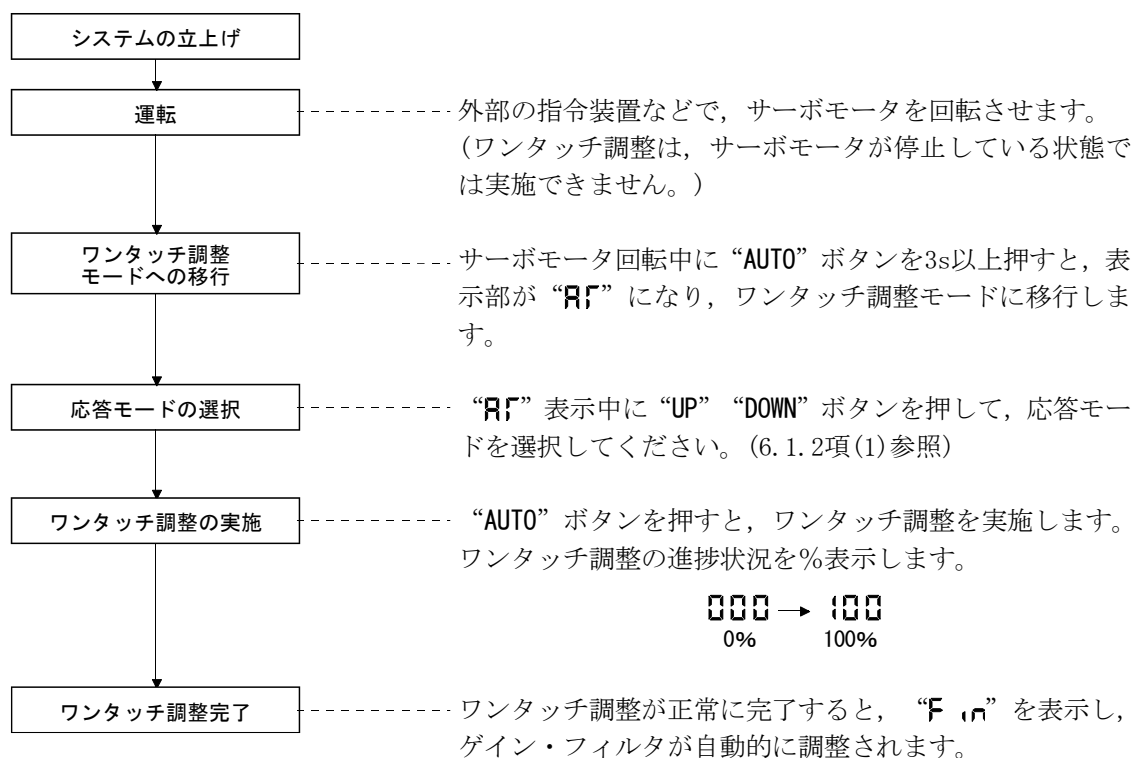 システムの立上げ
運転
外部の指令装置などで，サーボモータを回転させます。
(ワンタッチ調整は，サーボモータが停止している状態で
は実施できません。)
ワンタッチ調整
モードへの移行
サーボモータ回転中に“AUTO”ボタンを3s以上押すと，表
示部が“AΓ”になり，ワンタッチ調整モードに移行しま
す。
応答モードの選択
“AΓ”表示中に“UP”“DOWN”ボタンを押して，応答モー
ドを選択してください。(6.1.2項(1)参照)
ワンタッチ調整の実施
“AUTO”ボタンを押すと，ワンタッチ調整を実施します。
ワンタッチ調整の進捗状況を％表示します。
000 → 100
0% 100%
ワンタッチ調整完了
ワンタッチ調整が正常に完了すると，“F in”を表示し，
ゲイン・フィルタが自動的に調整されます。